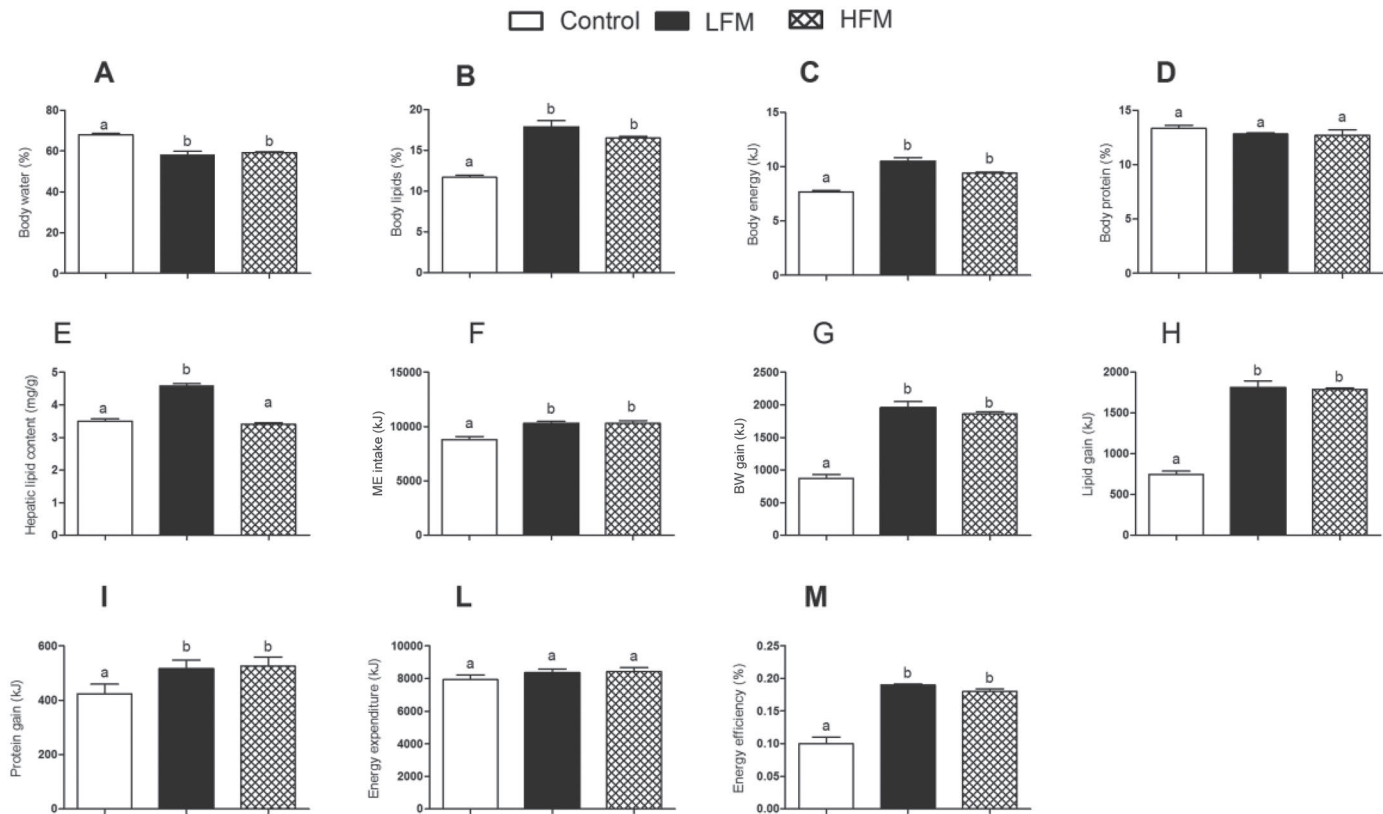 Control LFM HFM
A B C D
Body water (%)
80
60
40
20
0
a b b
Body lipids (%)
20
15
10
5
0
a b b
Body energy (kJ)
15
10
5
0
a b b
Body protein (%)
15
10
5
0
a a a
E F G H
Hepatic lipid content (mg/g)
5
4
3
2
1
0
a b a
ME intake (kJ)
15000
10000
5000
0
a b b
BW gain (kJ)
2500
2000
1500
1000
500
0
a b b
Lipid gain (kJ)
2000
1500
1000
500
0
a b b
I L M
Protein gain (kJ)
600
400
200
0
a b b
Energy expenditure (kJ)
10000
8000
6000
4000
2000
0
a a a
Energy efficiency (%)
0.25
0.20
0.15
0.10
0.05
0.00
a b b